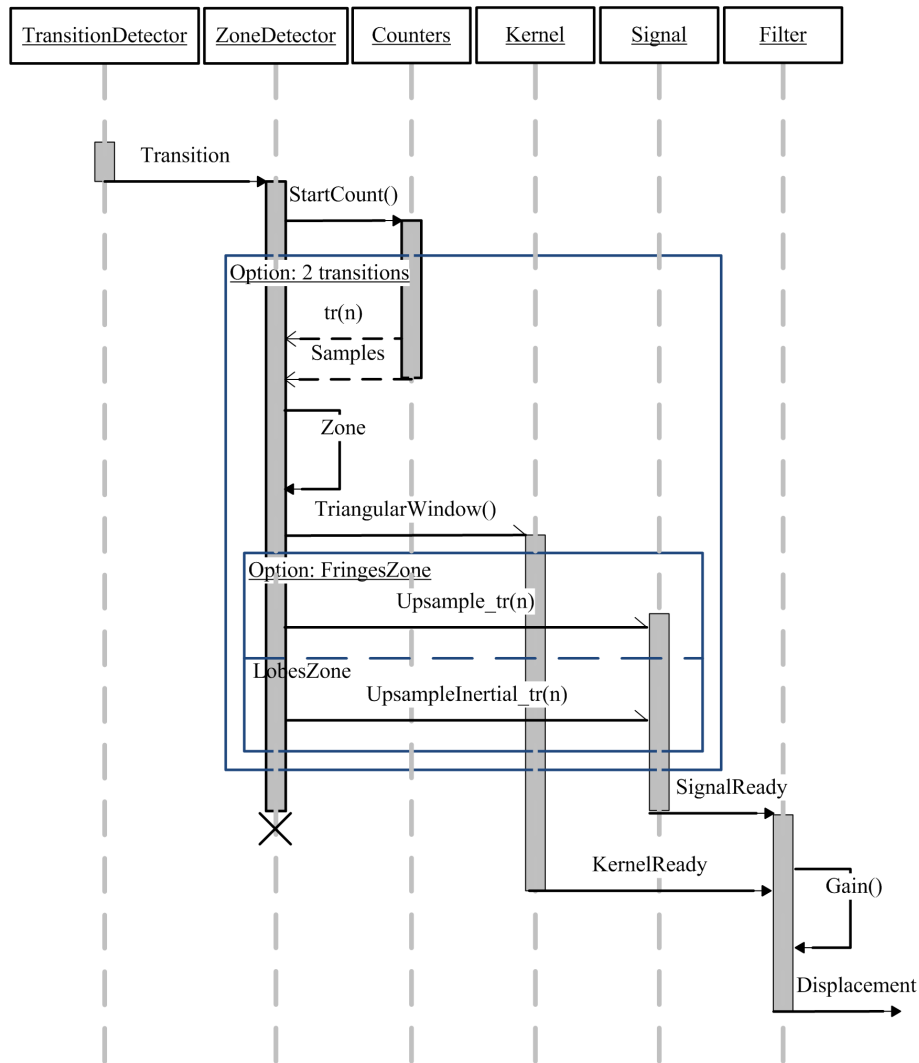 TransitionDetector
ZoneDetector
Counters
Kernel
Signal
Filter
Transition
StartCount()
Option: 2 transitions
tr(n)
Samples
Zone
TriangularWindow()
Option: FringesZone
Upsample_tr(n)
LobesZone
UpsampleInertial_tr(n)
SignalReady
KernelReady
Gain()
Displacement